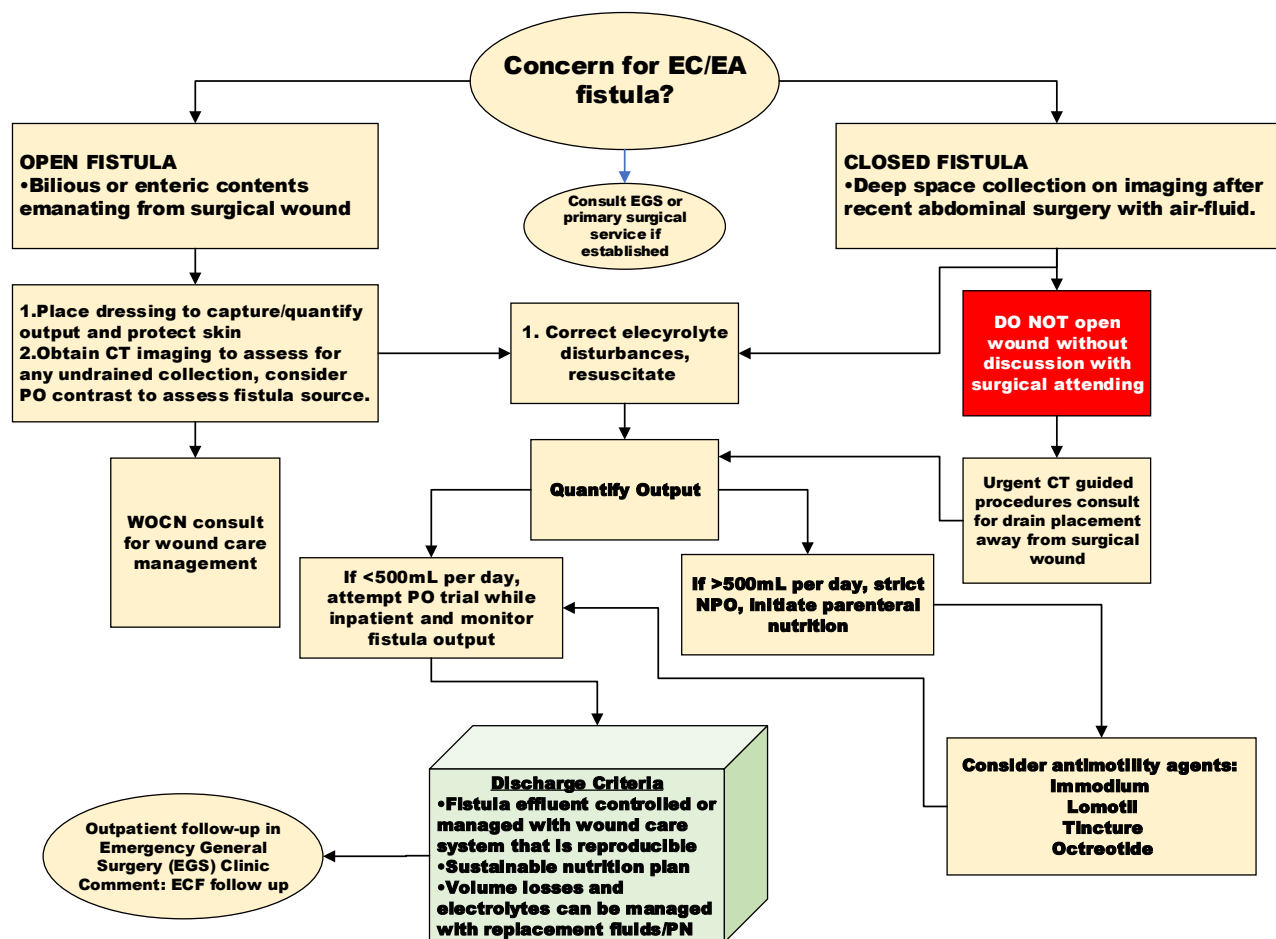 Concern for EC/EA
fistula?
OPEN FISTULA
•Bilious or enteric contents
emanating from surgical wound
Consult EGS or
primary surgical
service if
established
CLOSED FISTULA
•Deep space collection on imaging after
recent abdominal surgery with air-fluid.
1.Place dressing to capture/quantify
output and protect skin
2.Obtain CT imaging to assess for
any undrained collection, consider
PO contrast to assess fistula source.
1. Correct elecyrolyte
disturbances,
resuscitate
DO NOT open
wound without
discussion with
surgical attending
WOCN consult
for wound care
management
Quantify Output
Urgent CT guided
procedures consult
for drain placement
away from surgical
wound
If <500mL per day,
attempt PO trial while
inpatient and monitor
fistula output
If >500mL per day, strict
NPO, initiate parenteral
nutrition
Consider antimotility agents:
Immodium
Lomotil
Tincture
Octreotide
Discharge Criteria
•Fistula effluent controlled or
managed with wound care
system that is reproducible
•Sustainable nutrition plan
•Volume losses and
electrolytes can be managed
with replacement fluids/PN
Outpatient follow-up in
Emergency General
Surgery (EGS) Clinic
Comment: ECF follow up